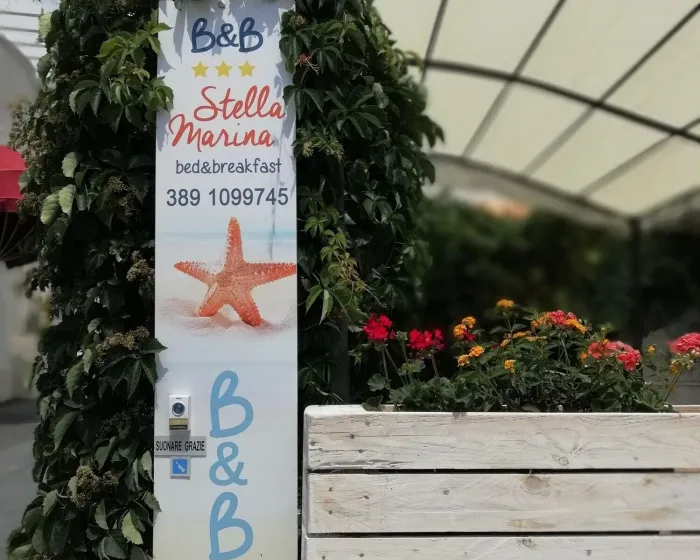 B&B
Stella
Marina
bed&breakfast
389 1099745
SUONARE GRAZIE
B
&
B